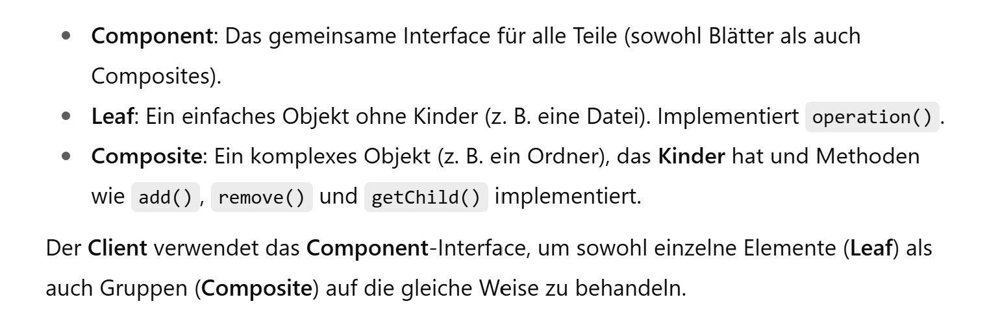 • Component: Das gemeinsame Interface für alle Teile (sowohl Blätter als auch
Composites).
• Leaf: Ein einfaches Objekt ohne Kinder (z. B. eine Datei). Implementiert operation().
• Composite: Ein komplexes Objekt (z. B. ein Ordner), das Kinder hat und Methoden
wie add(), remove() und getChild() implementiert.
Der Client verwendet das Component-Interface, um sowohl einzelne Elemente (Leaf) als
auch Gruppen (Composite) auf die gleiche Weise zu behandeln.